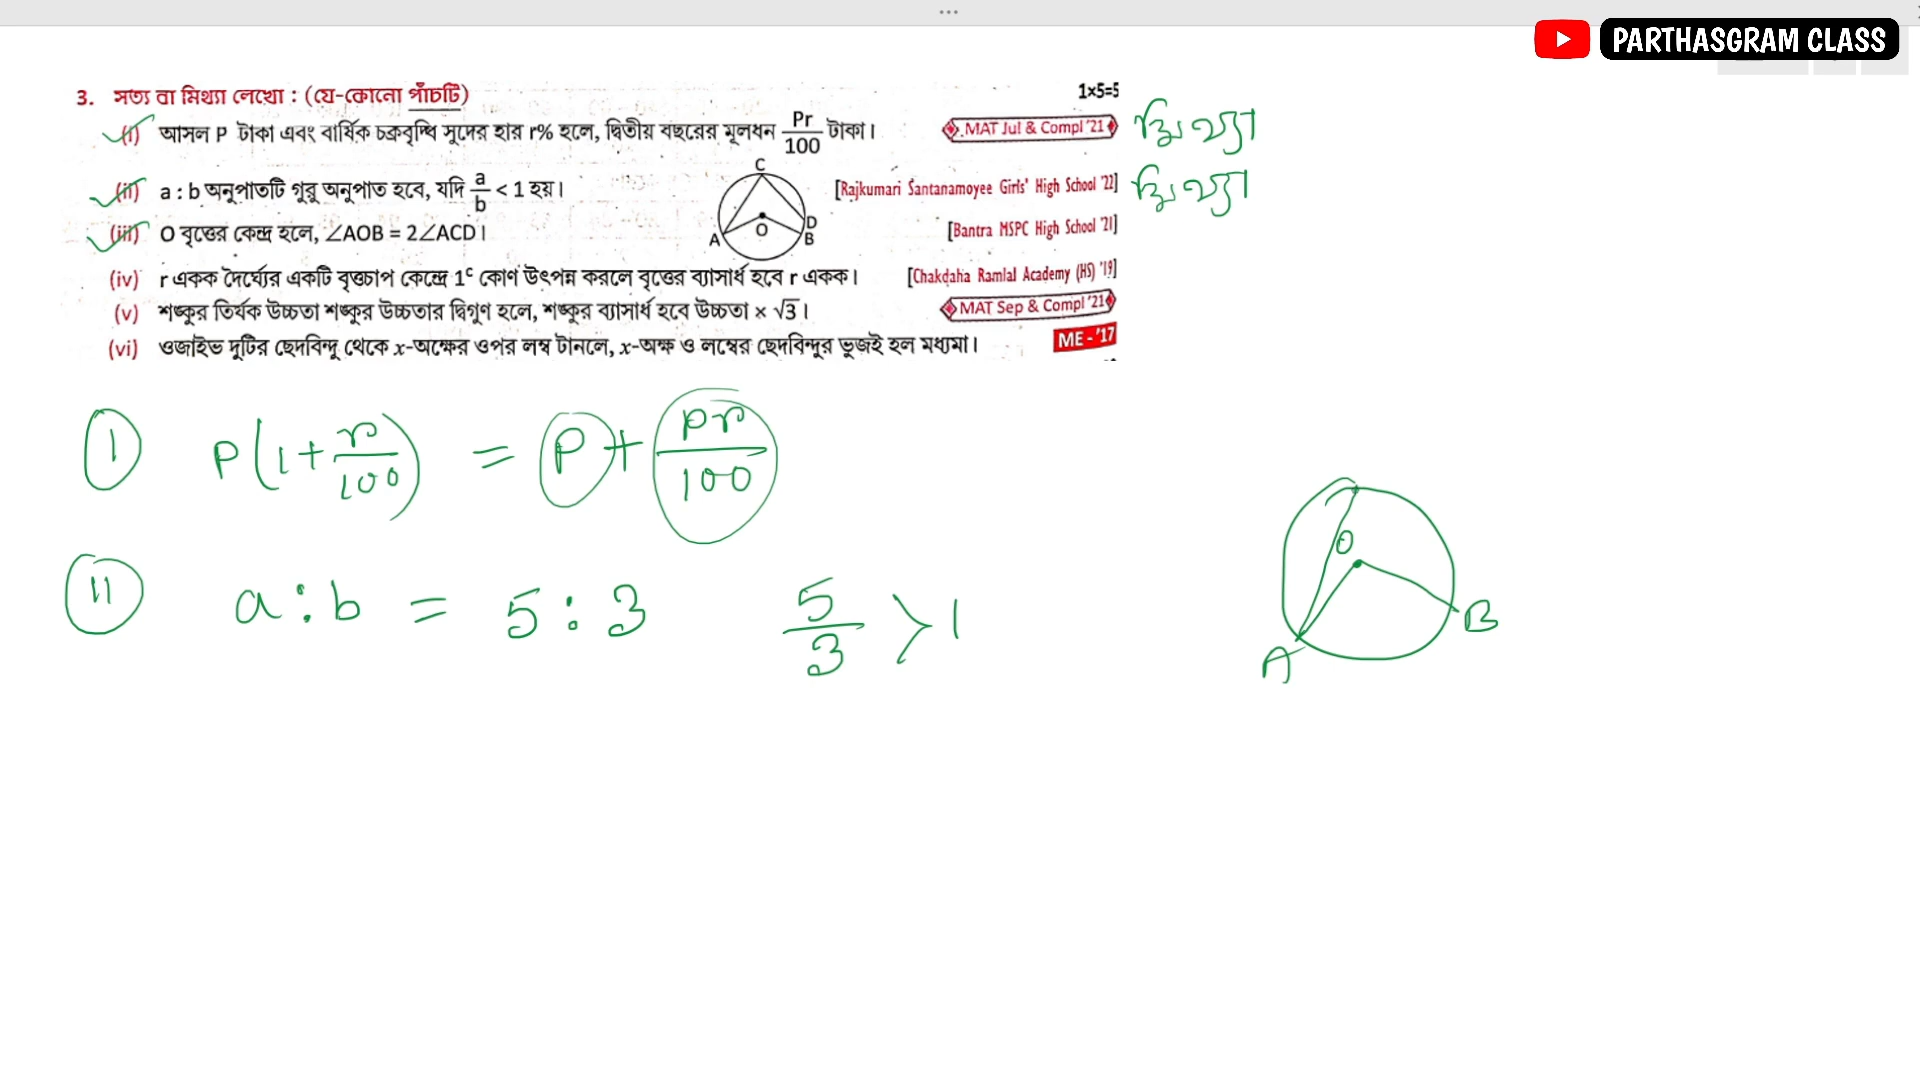 PARTHASGRAM CLASS
3. সত্য বা মিথ্যা লেখো : (যে-কোনো পাঁচটি) 1×5=5
(i) আসল P টাকা এবং বার্ষিক চক্রবৃদ্ধি সুদের হার r% হলে, দ্বিতীয় বছরের মূলধন Pr/100 টাকা। MAT Jul & Compl '21 মিথ্যা
(ii) a : b অনুপাতটি গুরু অনুপাত হবে, যদি a/b < 1 হয়। [Rajkumari Santanamoyee Girls' High School '22] মিথ্যা
(iii) O বৃত্তের কেন্দ্র হলে, ∠AOB = 2∠ACD। [Bantra MSPC High School '21]
C
A O D
B
(iv) r একক দৈর্ঘ্যের একটি বৃত্তচাপ কেন্দ্রে 1ᶜ কোণ উৎপন্ন করলে বৃত্তের ব্যাসার্ধ হবে r একক। [Chakdaha Ramlal Academy (HS) '19]
(v) শঙ্কুর তির্যক উচ্চতা শঙ্কুর উচ্চতার দ্বিগুণ হলে, শঙ্কুর ব্যাসার্ধ হবে উচ্চতা × √3। MAT Sep & Compl '21
(vi) ওজাইভ দুটির ছেদবিন্দু থেকে x-অক্ষের ওপর লম্ব টানলে, x-অক্ষ ও লম্বের ছেদবিন্দুর ভুজই হল মধ্যমা। ME - '17
I P(1+r/100) = P + pr/100
II a : b = 5 : 3 5/3 > 1
O
B
A